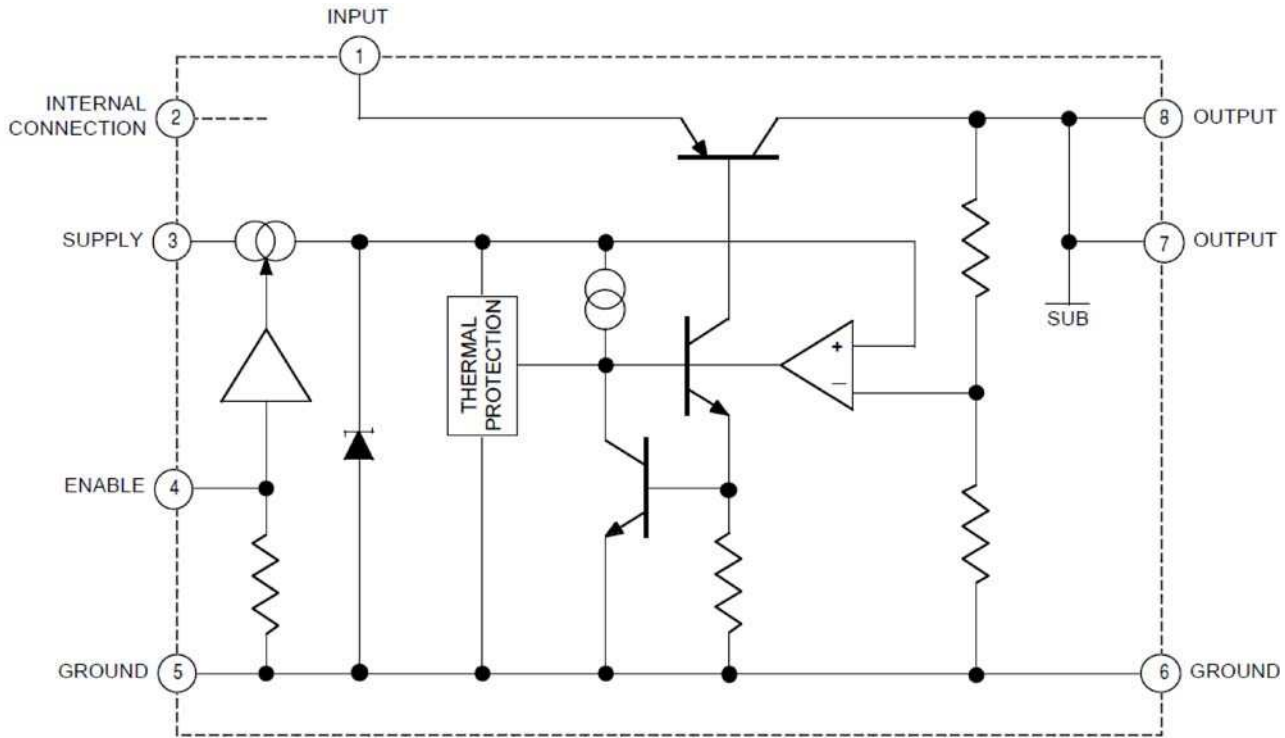 INPUT
1
INTERNAL
CONNECTION
2
8
OUTPUT
SUPPLY
3
7
OUTPUT
SUB
THERMAL
PROTECTION
+
−
ENABLE
4
GROUND
5
6
GROUND